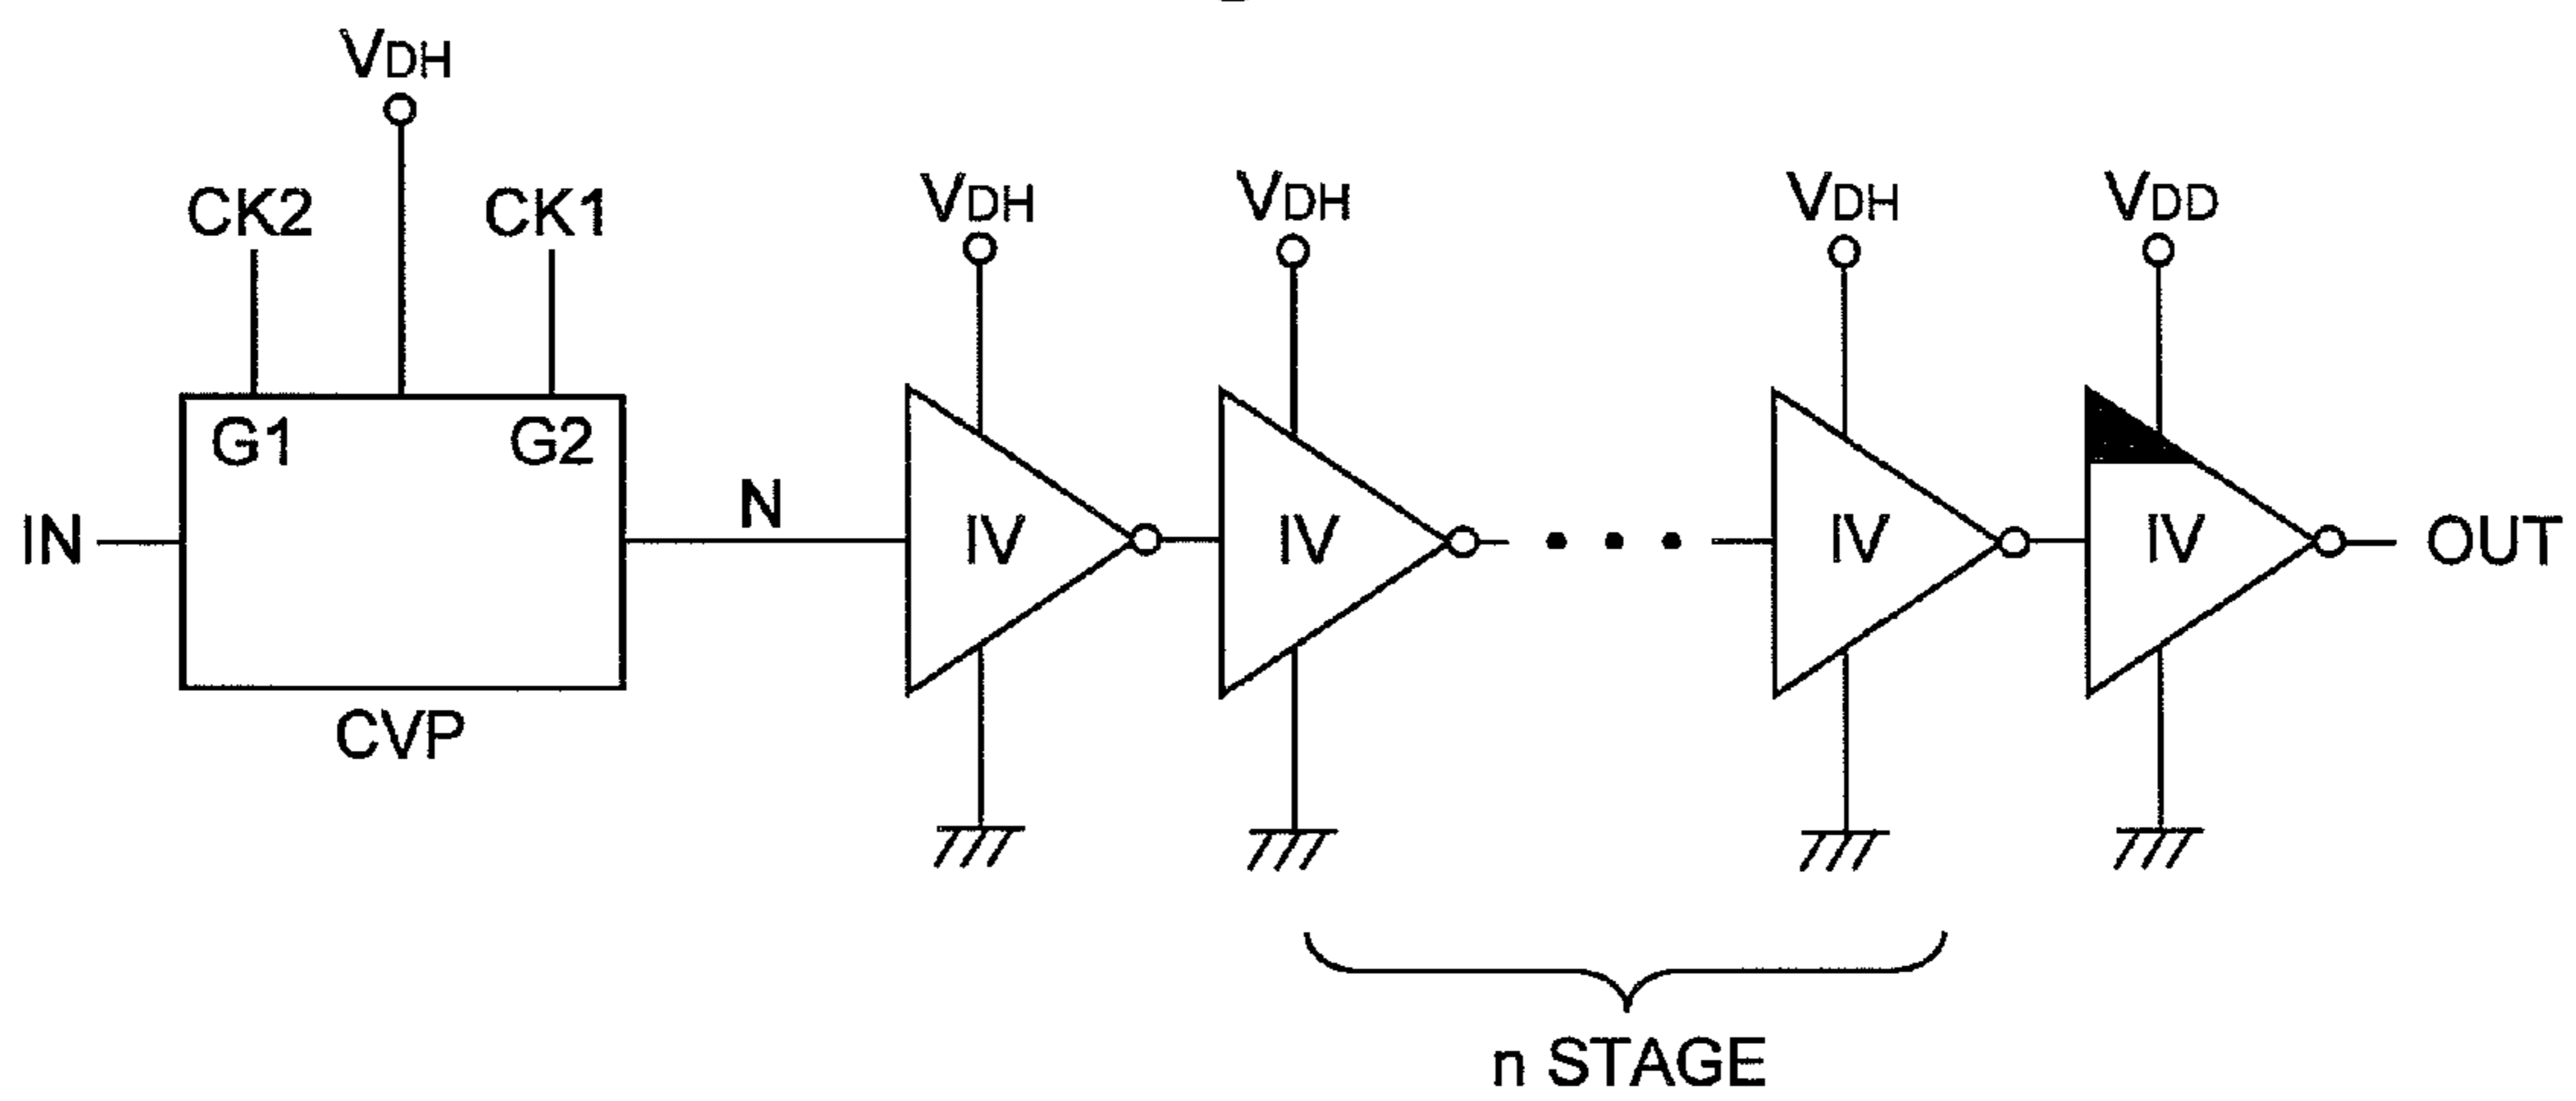 VDH
CK2 CK1 VDH VDH VDH VDD
G1 G2
IN N IV IV IV IV OUT
CVP
n STAGE